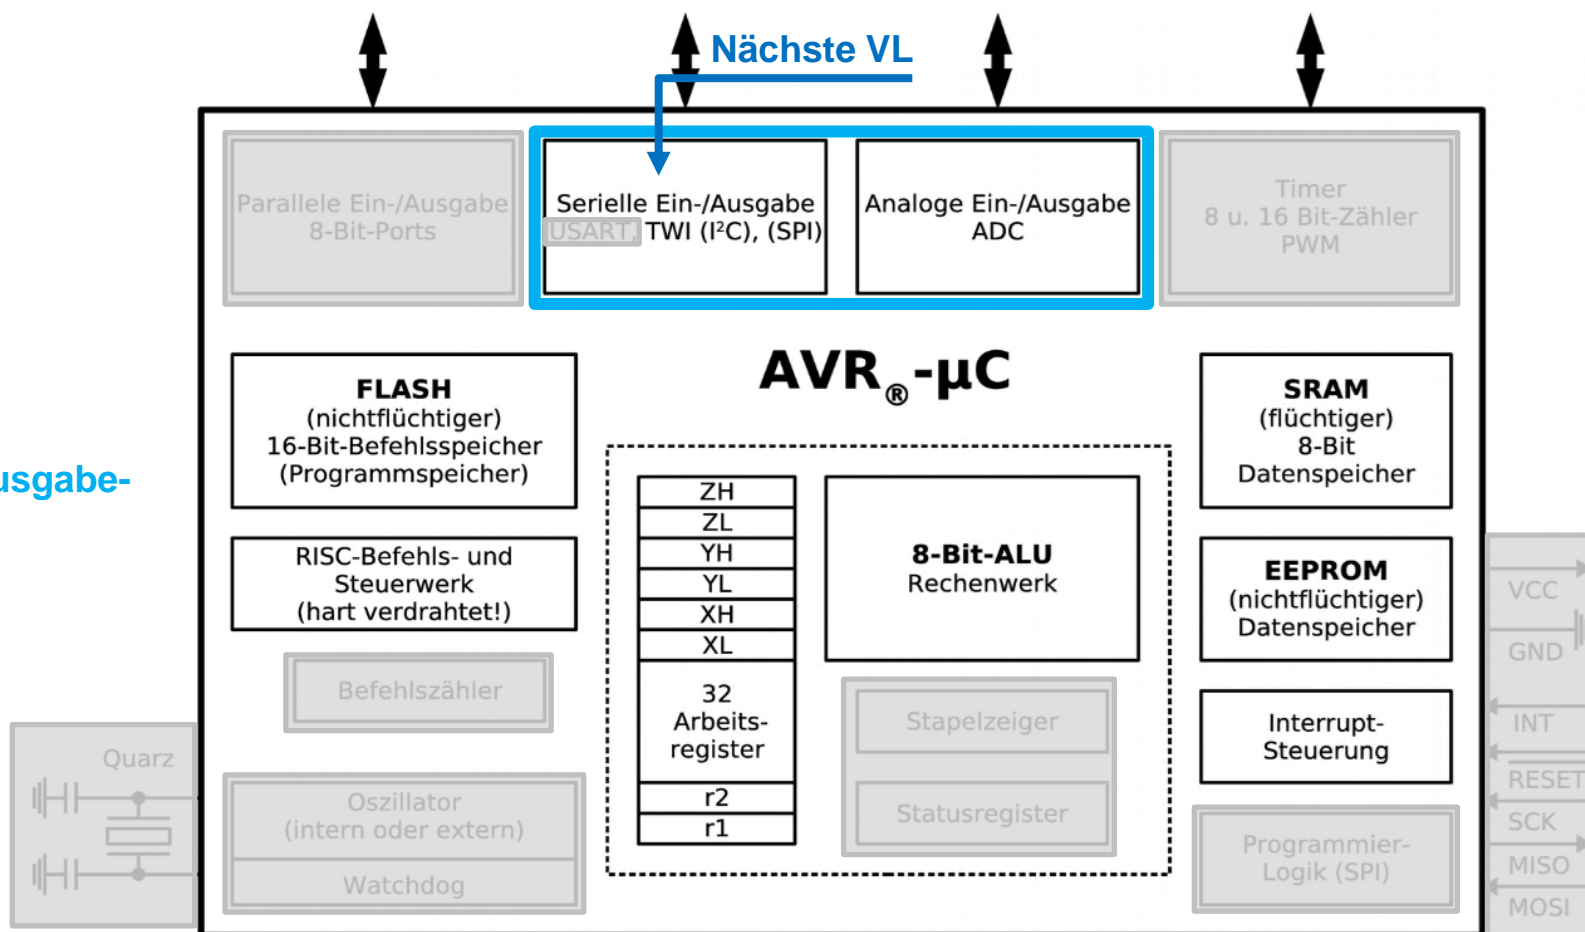 Nächste VL
Parallele Ein-/Ausgabe
8-Bit-Ports
Serielle Ein-/Ausgabe
USART, TWI (I²C), (SPI)
Analoge Ein-/Ausgabe
ADC
Timer
8 u. 16 Bit-Zähler
PWM
AVR®-µC
FLASH
(nichtflüchtiger)
16-Bit-Befehlsspeicher
(Programmspeicher)
SRAM
(flüchtiger)
8-Bit
Datenspeicher
usgabe-
ZH
ZL
YH
YL
XH
XL
32
Arbeits-
register
r2
r1
8-Bit-ALU
Rechenwerk
RISC-Befehls- und
Steuerwerk
(hart verdrahtet!)
EEPROM
(nichtflüchtiger)
Datenspeicher
Befehlszähler
Stapelzeiger
Statusregister
Interrupt-
Steuerung
Quarz
Oszillator
(intern oder extern)
Watchdog
Programmier-
Logik (SPI)
VCC
GND
INT
RESET
SCK
MISO
MOSI